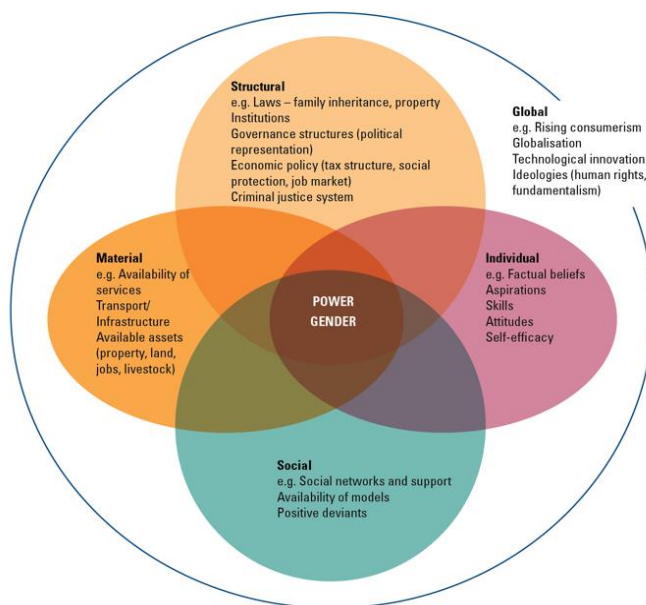 Structural
e.g. Laws – family inheritance, property
Institutions
Governance structures (political
representation)
Economic policy (tax structure, social
protection, job market)
Criminal justice system
Global
e.g. Rising consumerism
Globalisation
Technological innovation
Ideologies (human rights,
fundamentalism)
Material
e.g. Availability of
services
Transport/
Infrastructure
Available assets
(property, land,
jobs, livestock)
POWER
GENDER
Individual
e.g. Factual beliefs
Aspirations
Skills
Attitudes
Self-efficacy
Social
e.g. Social networks and support
Availability of models
Positive deviants